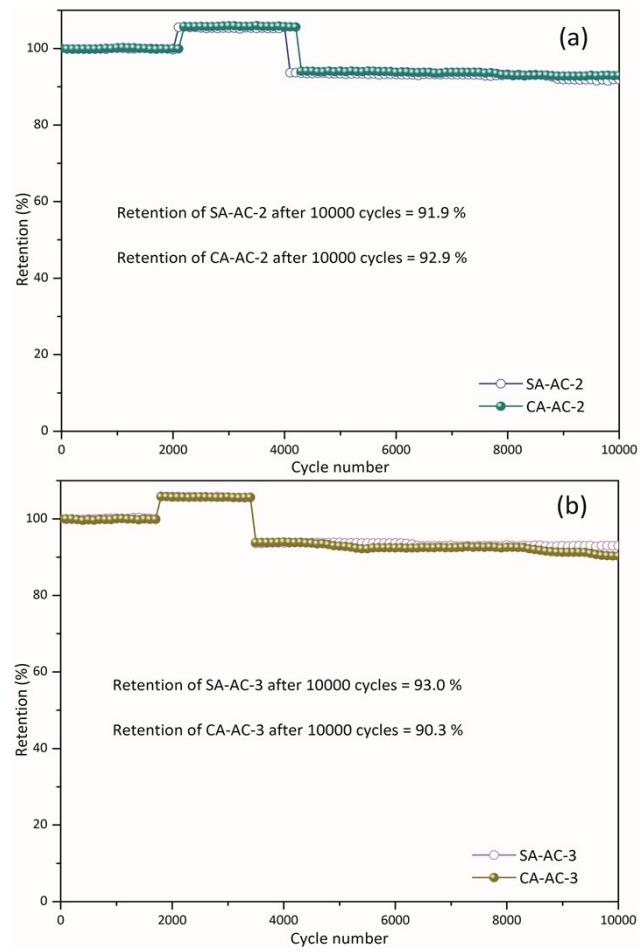 (a)
100
80
60
40
20
0
Retention (%)
Retention of SA-AC-2 after 10000 cycles = 91.9 %
Retention of CA-AC-2 after 10000 cycles = 92.9 %
SA-AC-2
CA-AC-2
0 2000 4000 6000 8000 10000
Cycle number
(b)
100
80
60
40
20
0
Retention (%)
Retention of SA-AC-3 after 10000 cycles = 93.0 %
Retention of CA-AC-3 after 10000 cycles = 90.3 %
SA-AC-3
CA-AC-3
0 2000 4000 6000 8000 10000
Cycle number